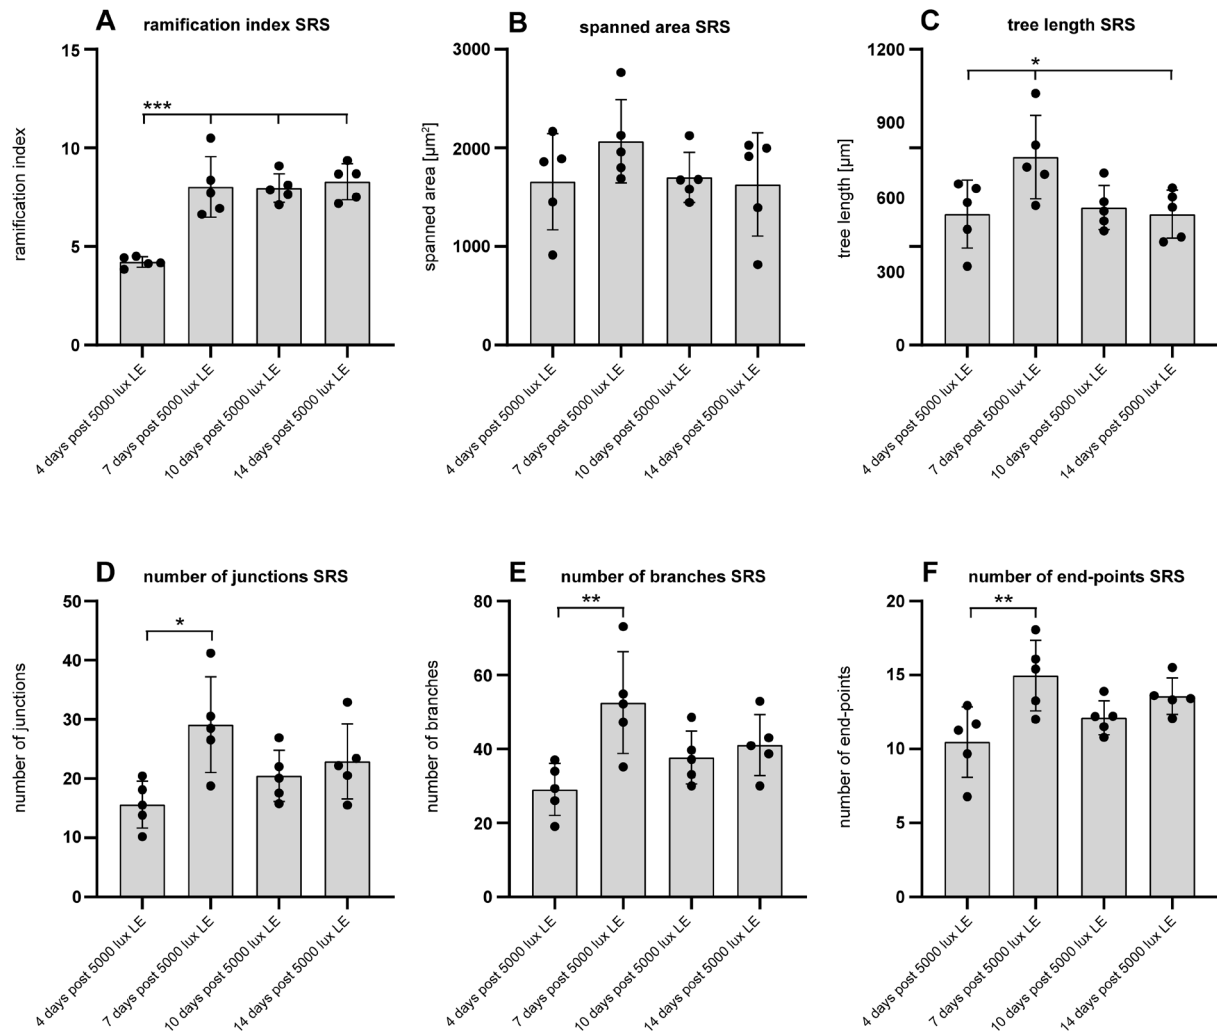 A ramification index SRS
15
10
5
0
ramification index
***
4 days post 5000 lux LE
7 days post 5000 lux LE
10 days post 5000 lux LE
14 days post 5000 lux LE
B spanned area SRS
3000
2000
1000
0
spanned area [µm²]
4 days post 5000 lux LE
7 days post 5000 lux LE
10 days post 5000 lux LE
14 days post 5000 lux LE
C tree length SRS
1200
900
600
300
0
tree length [µm]
*
4 days post 5000 lux LE
7 days post 5000 lux LE
10 days post 5000 lux LE
14 days post 5000 lux LE
D number of junctions SRS
50
40
30
20
10
0
number of junctions
*
4 days post 5000 lux LE
7 days post 5000 lux LE
10 days post 5000 lux LE
14 days post 5000 lux LE
E number of branches SRS
80
60
40
20
0
number of branches
**
4 days post 5000 lux LE
7 days post 5000 lux LE
10 days post 5000 lux LE
14 days post 5000 lux LE
F number of end-points SRS
20
15
10
5
0
number of end-points
**
4 days post 5000 lux LE
7 days post 5000 lux LE
10 days post 5000 lux LE
14 days post 5000 lux LE